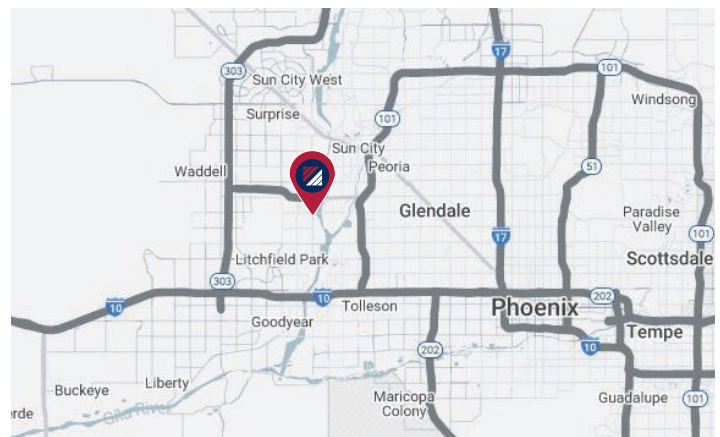 17
101
303
Sun City West
Windsong
Surprise
101
Sun City
Peoria
Waddell
51
Glendale
Paradise
Valley
17
101
Litchfield Park
Scottsdale
303
10
10
Tolleson
202
Phoenix
Goodyear
Tempe
202
10
Liberty
Buckeye
Maricopa
Colony
Guadalupe
101
erde
Gila River